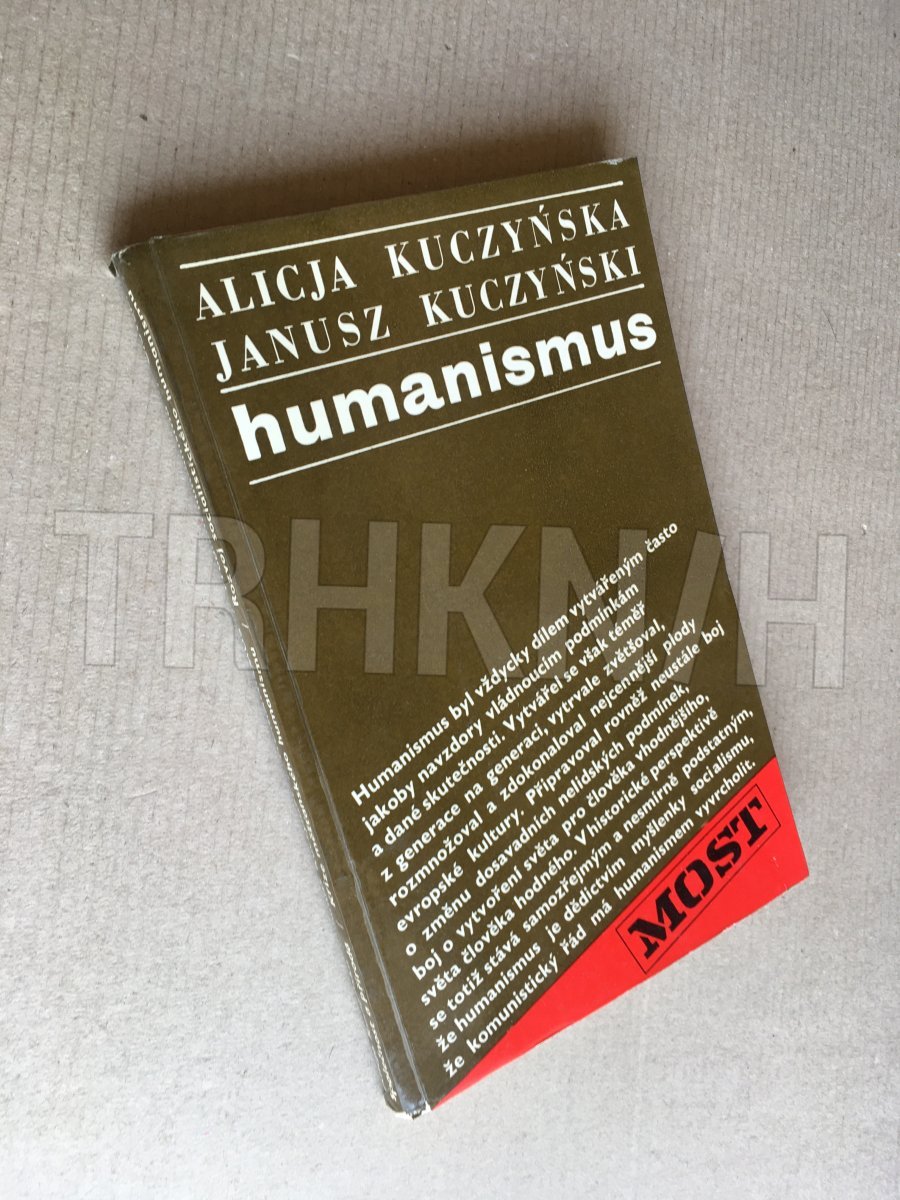 ALICJA KUCZYŃSKA
JANUSZ KUCZYŃSKI
humanismus
Humanismus byl vždycky dílem vytvářeným často
jakoby navzdory vládnoucím podmínkám
a dané skutečnosti. Vytvářel se však téměř
z generace na generaci, vytrvale zvětšoval,
rozmnožoval a zdokonaloval nejcennější plody
evropské kultury. Připravoval rovněž neustále boj
o změnu dosavadních nelidských podmínek,
boj o vytvoření světa pro člověka vhodnějšího,
světa člověka hodného. V historické perspektivě
se totiž stává samozřejmým a nesmírně podstatným,
že humanismus je dědictvím myšlenky socialismu,
že komunistický řád má humanismem vyvrcholit.
MOST
TRHKNIH